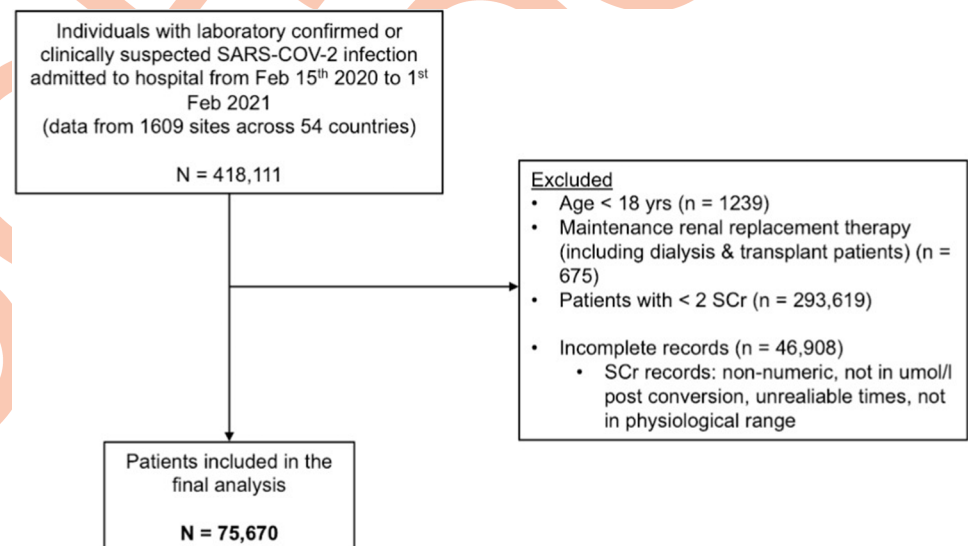 Individuals with laboratory confirmed or
clinically suspected SARS-COV-2 infection
admitted to hospital from Feb 15th 2020 to 1st
Feb 2021
(data from 1609 sites across 54 countries)
N = 418,111
Excluded
• Age < 18 yrs (n = 1239)
• Maintenance renal replacement therapy
(including dialysis & transplant patients) (n =
675)
• Patients with < 2 SCr (n = 293,619)
• Incomplete records (n = 46,908)
• SCr records: non-numeric, not in umol/l
post conversion, unrealiable times, not
in physiological range
Patients included in the
final analysis
N = 75,670